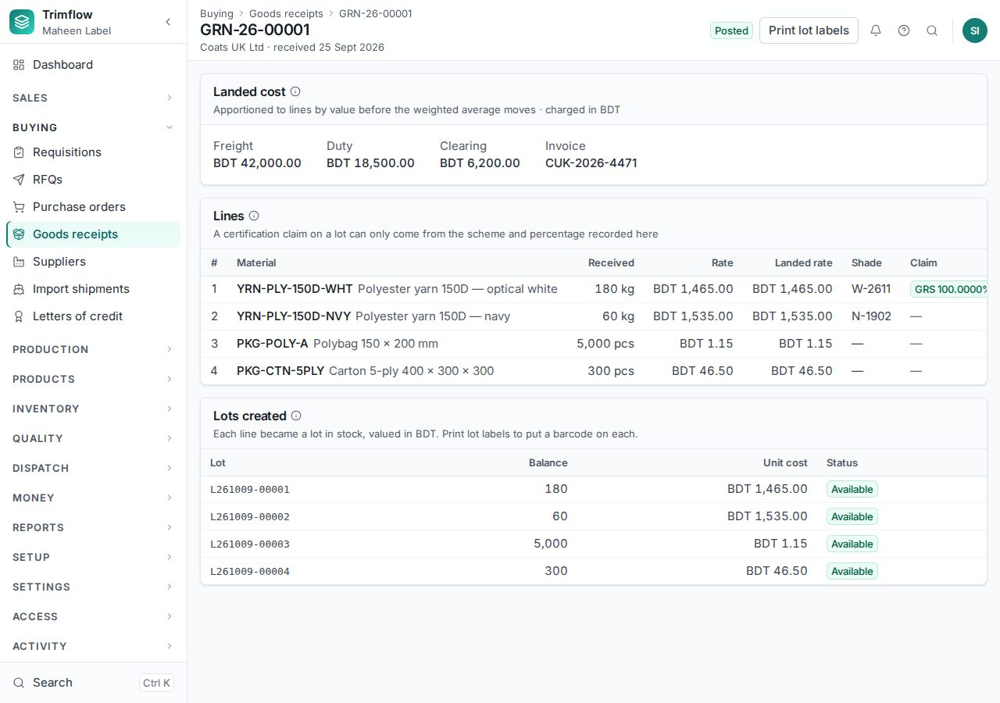 Trimflow
Maheen Label
Dashboard
SALES
BUYING
Requisitions
RFQs
Purchase orders
Goods receipts
Suppliers
Import shipments
Letters of credit
PRODUCTION
PRODUCTS
INVENTORY
QUALITY
DISPATCH
MONEY
REPORTS
SETUP
SETTINGS
ACCESS
ACTIVITY
Search Ctrl K
Buying Goods receipts GRN-26-00001
GRN-26-00001
Coats UK Ltd · received 25 Sept 2026
Posted Print lot labels SI
Landed cost
Apportioned to lines by value before the weighted average moves · charged in BDT
Freight Duty Clearing Invoice
BDT 42,000.00 BDT 18,500.00 BDT 6,200.00 CUK-2026-4471
Lines
A certification claim on a lot can only come from the scheme and percentage recorded here
# Material Received Rate Landed rate Shade Claim
1 YRN-PLY-150D-WHT Polyester yarn 150D — optical white 180 kg BDT 1,465.00 BDT 1,465.00 W-2611 GRS 100.0000%
2 YRN-PLY-150D-NVY Polyester yarn 150D — navy 60 kg BDT 1,535.00 BDT 1,535.00 N-1902 —
3 PKG-POLY-A Polybag 150 × 200 mm 5,000 pcs BDT 1.15 BDT 1.15 — —
4 PKG-CTN-5PLY Carton 5-ply 400 × 300 × 300 300 pcs BDT 46.50 BDT 46.50 — —
Lots created
Each line became a lot in stock, valued in BDT. Print lot labels to put a barcode on each.
Lot Balance Unit cost Status
L261009-00001 180 BDT 1,465.00 Available
L261009-00002 60 BDT 1,535.00 Available
L261009-00003 5,000 BDT 1.15 Available
L261009-00004 300 BDT 46.50 Available